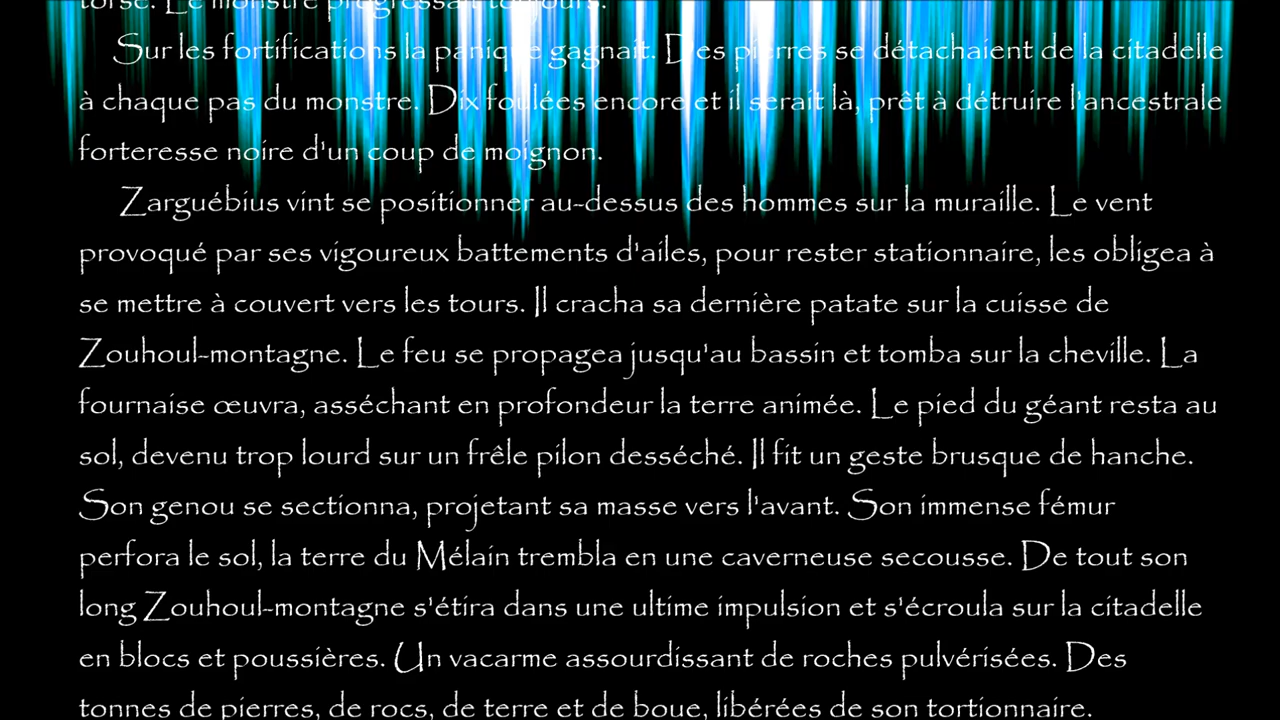 torse. Le monstre progressait toujours.
Sur les fortifications la panique gagnait. Des pierres se détachaient de la citadelle
à chaque pas du monstre. Dix foulées encore et il serait là, prêt à détruire l'ancestrale
forteresse noire d'un coup de moignon.
Zarguébius vint se positionner au-dessus des hommes sur la muraille. Le vent
provoqué par ses vigoureux battements d'ailes, pour rester stationnaire, les obligea à
se mettre à couvert vers les tours. Il cracha sa dernière patate sur la cuisse de
Zouhoul-montagne. Le feu se propagea jusqu'au bassin et tomba sur la cheville. La
fournaise œuvra, asséchant en profondeur la terre animée. Le pied du géant resta au
sol, devenu trop lourd sur un frêle pilon desséché. Il fit un geste brusque de hanche.
Son genou se sectionna, projetant sa masse vers l'avant. Son immense fémur
perfora le sol, la terre du Mélain trembla en une caverneuse secousse. De tout son
long Zouhoul-montagne s'étira dans une ultime impulsion et s'écroula sur la citadelle
en blocs et poussières. Un vacarme assourdissant de roches pulvérisées. Des
tonnes de pierres, de rocs, de terre et de boue, libérées de son tortionnaire.